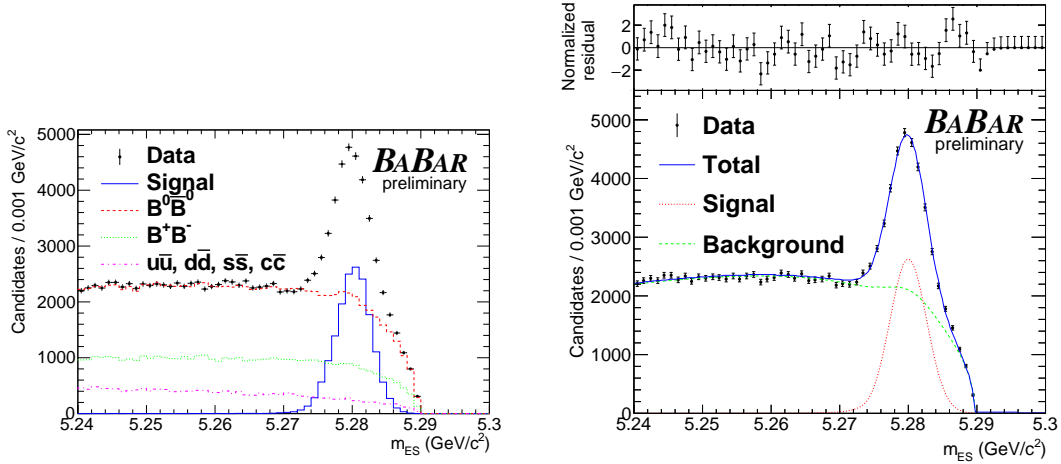 Candidates / 0.001 GeV/c²
5000
4000
3000
2000
1000
0
Data
Signal
B⁰B̅⁰
B⁺B⁻
uu̅, dd̅, ss̅, cc̅
BABAR
preliminary
5.24 5.25 5.26 5.27 5.28 5.29 5.3
m_ES (GeV/c²)
Normalized
residual
2
0
−2
Candidates / 0.001 GeV/c²
5000
4000
3000
2000
1000
0
Data
Total
Signal
Background
BABAR
preliminary
5.24 5.25 5.26 5.27 5.28 5.29 5.3
m_ES (GeV/c²)